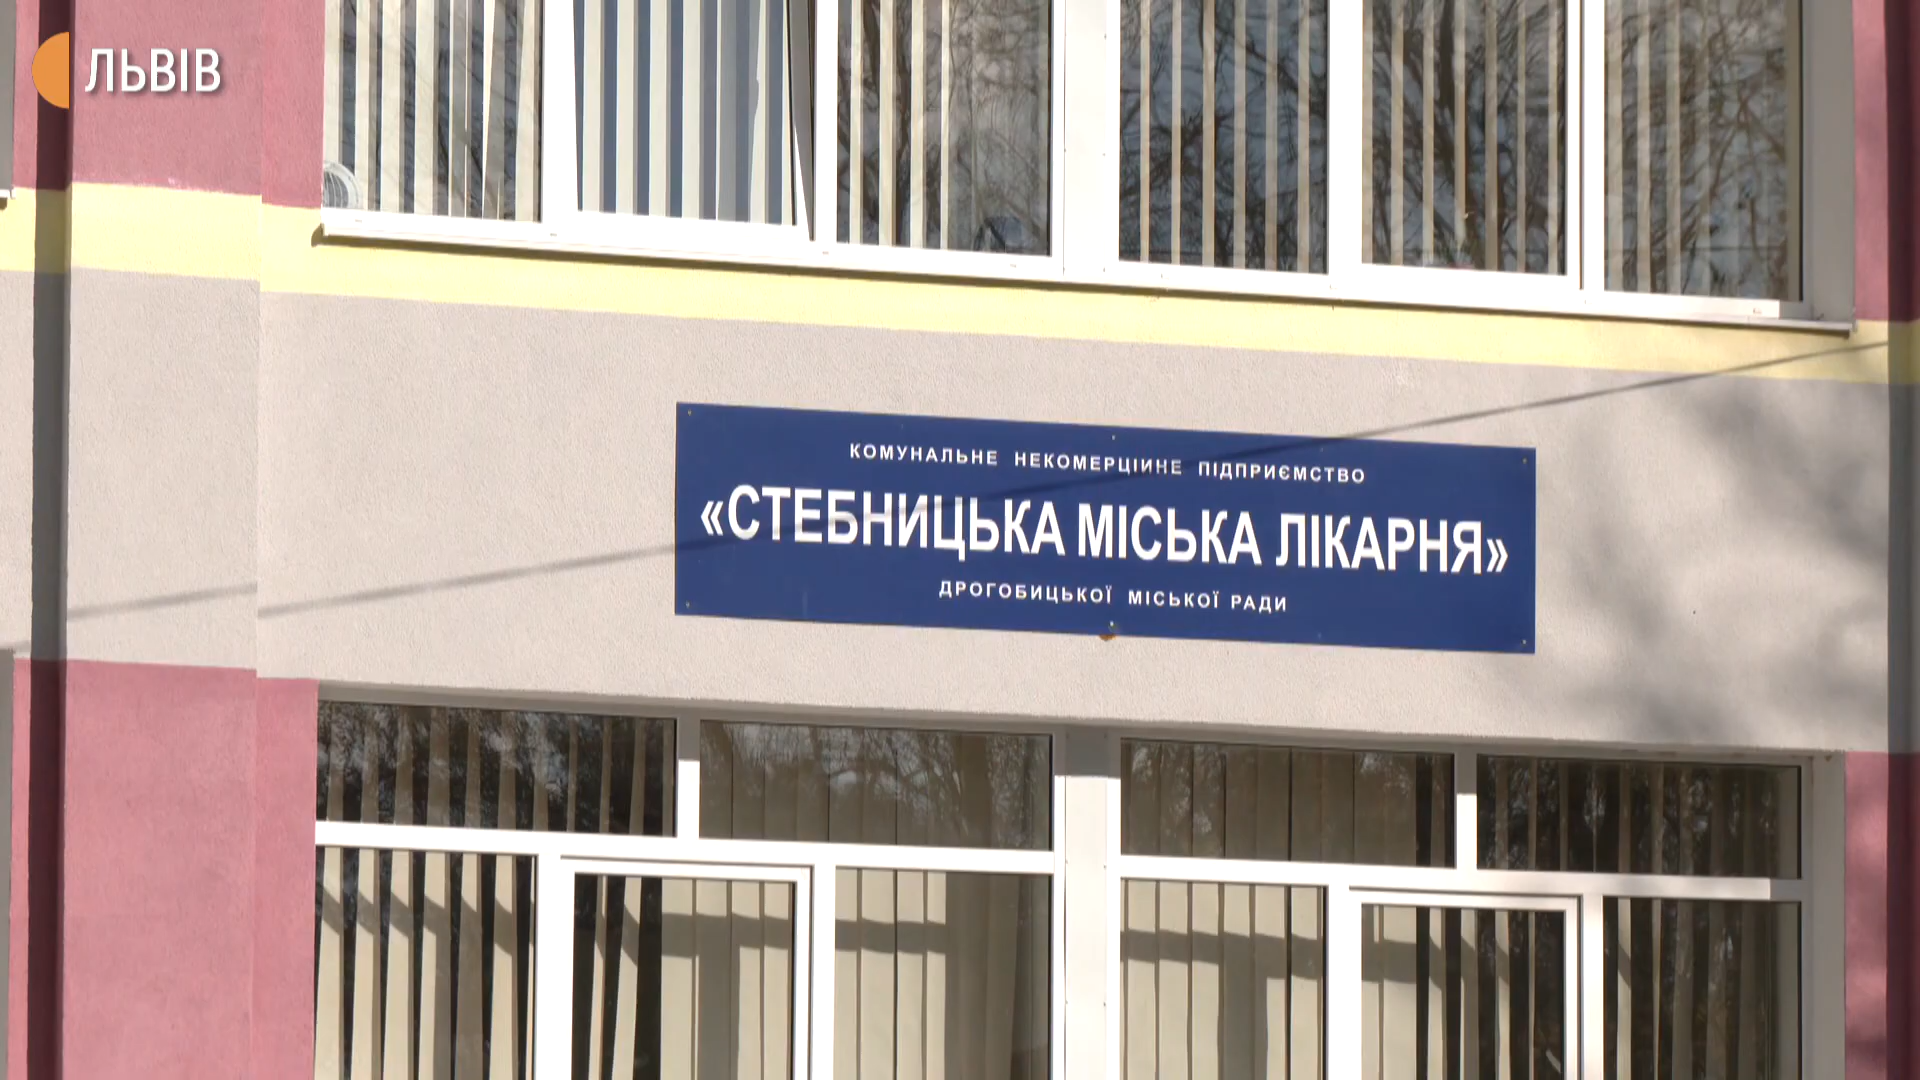 ЛЬВІВ
КОМУНАЛЬНЕ НЕКОМЕРЦІЙНЕ ПІДПРИЄМСТВО
«СТЕБНИЦЬКА МІСЬКА ЛІКАРНЯ»
ДРОГОБИЦЬКОЇ МІСЬКОЇ РАДИ